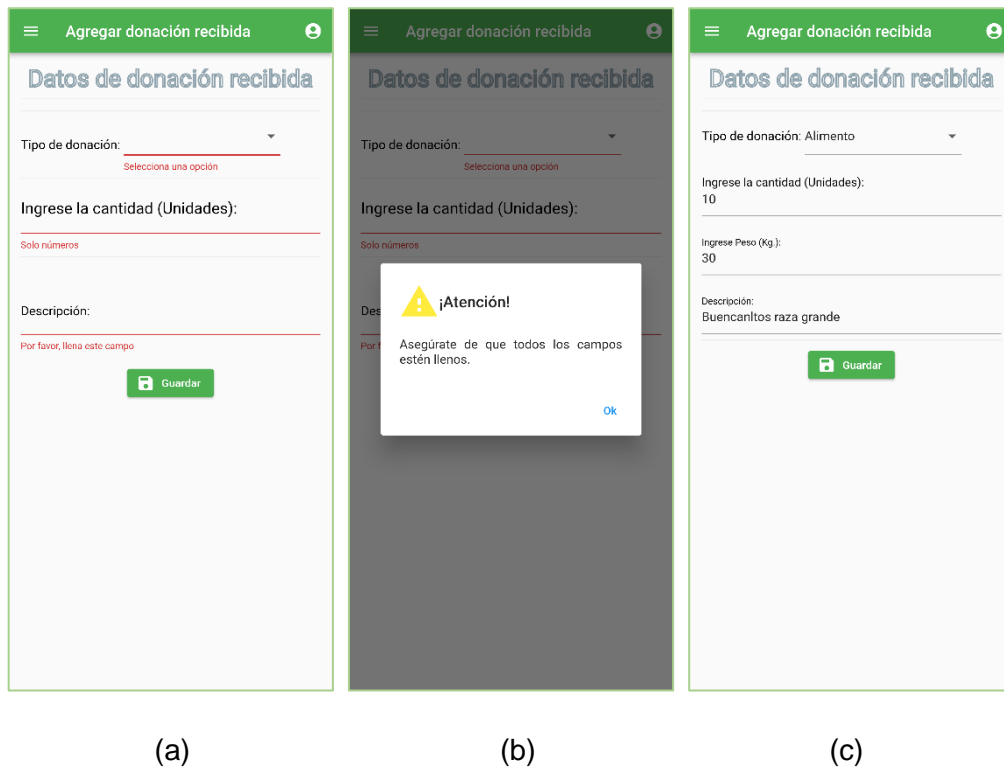 Agregar donación recibida
Datos de donación recibida
Tipo de donación:
Selecciona una opción
Ingrese la cantidad (Unidades):
Solo números
Descripción:
Por favor, llena este campo
Guardar
(a)
Agregar donación recibida
Datos de donación recibida
Tipo de donación:
Selecciona una opción
Ingrese la cantidad (Unidades):
Solo números
Des
Por f
¡Atención!
Asegúrate de que todos los campos
estén llenos.
Ok
(b)
Agregar donación recibida
Datos de donación recibida
Tipo de donación: Alimento
Ingrese la cantidad (Unidades):
10
Ingrese Peso (Kg.):
30
Descripción:
Buencanltos raza grande
Guardar
(c)